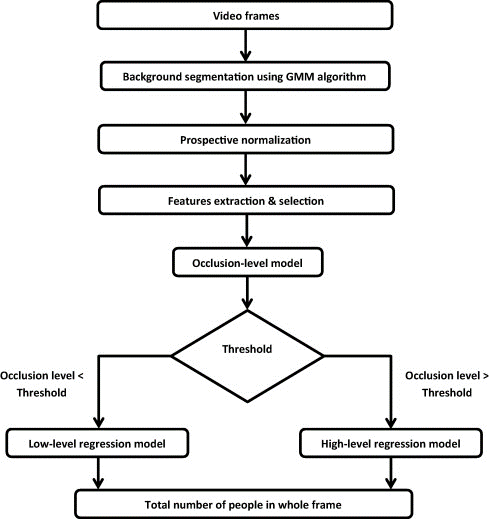 Video frames
Background segmentation using GMM algorithm
Prospective normalization
Features extraction & selection
Occlusion-level model
Threshold
Occlusion level <
Threshold
Occlusion level >
Threshold
Low-level regression model
High-level regression model
Total number of people in whole frame